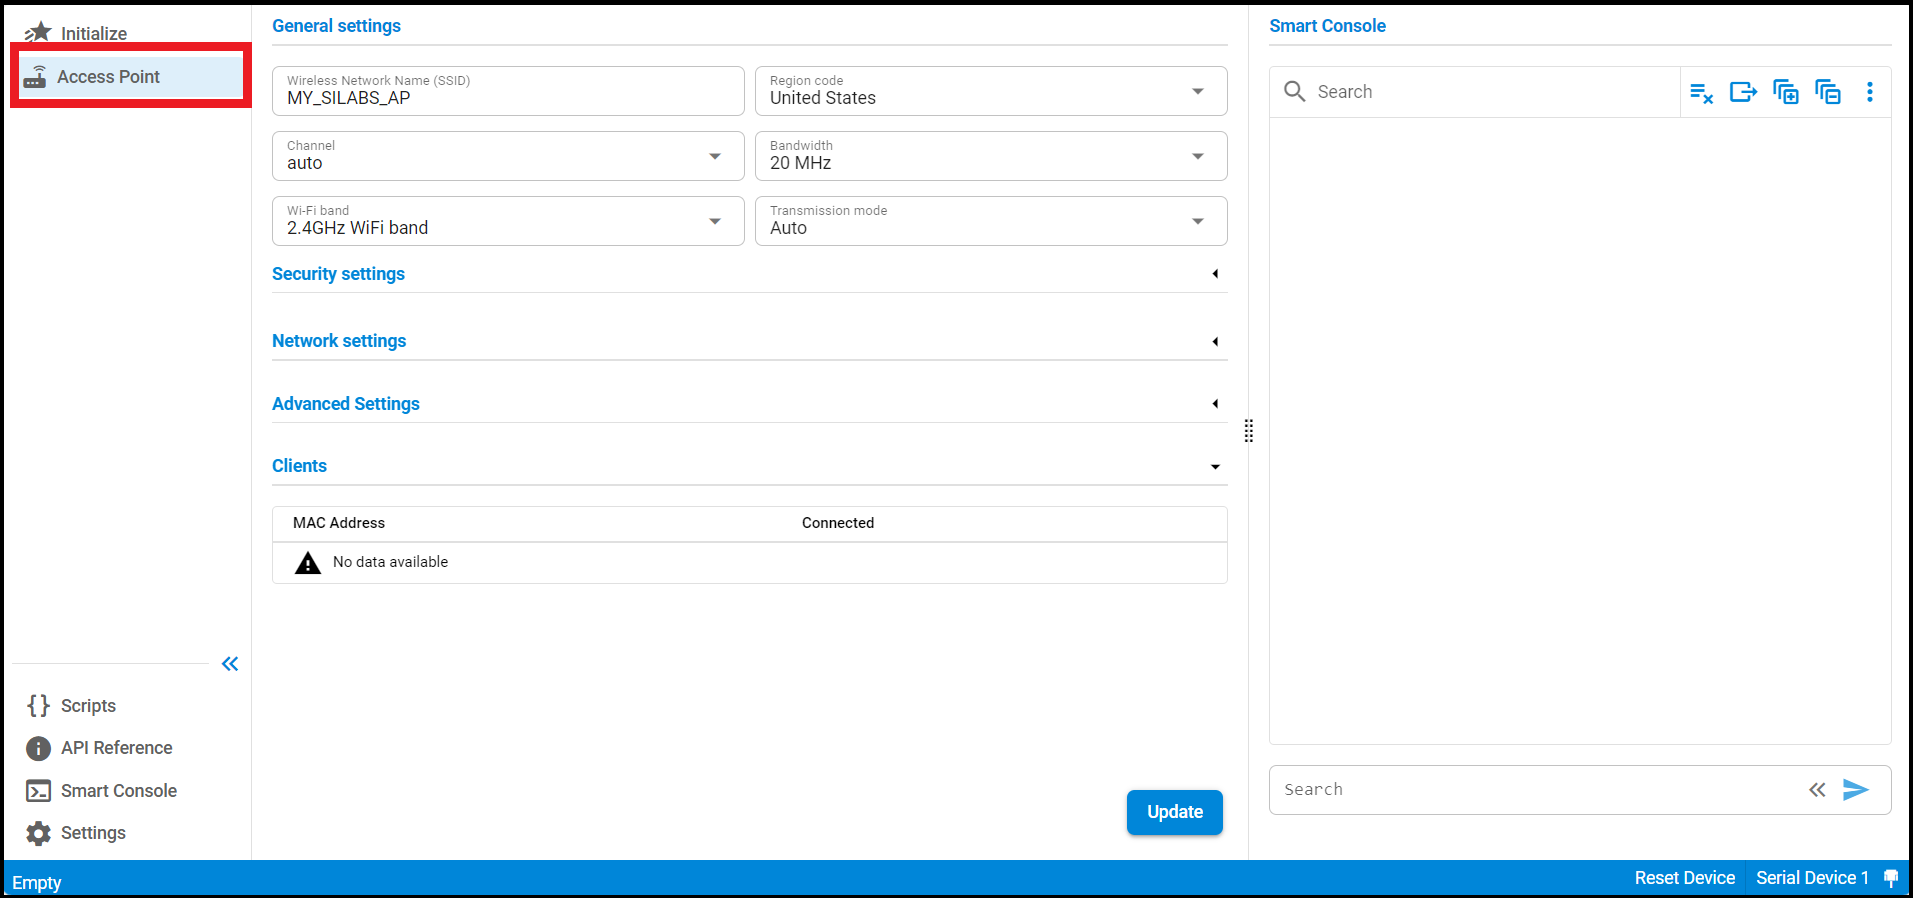 Initialize
Access Point
General settings
Wireless Network Name (SSID)
MY_SILABS_AP
Region code
United States
Channel
auto
Bandwidth
20 MHz
Wi-Fi band
2.4GHz WiFi band
Transmission mode
Auto
Security settings
Network settings
Advanced Settings
Clients
MAC Address
Connected
No data available
Update
Smart Console
Search
Search
Scripts
API Reference
Smart Console
Settings
Empty
Reset Device
Serial Device 1